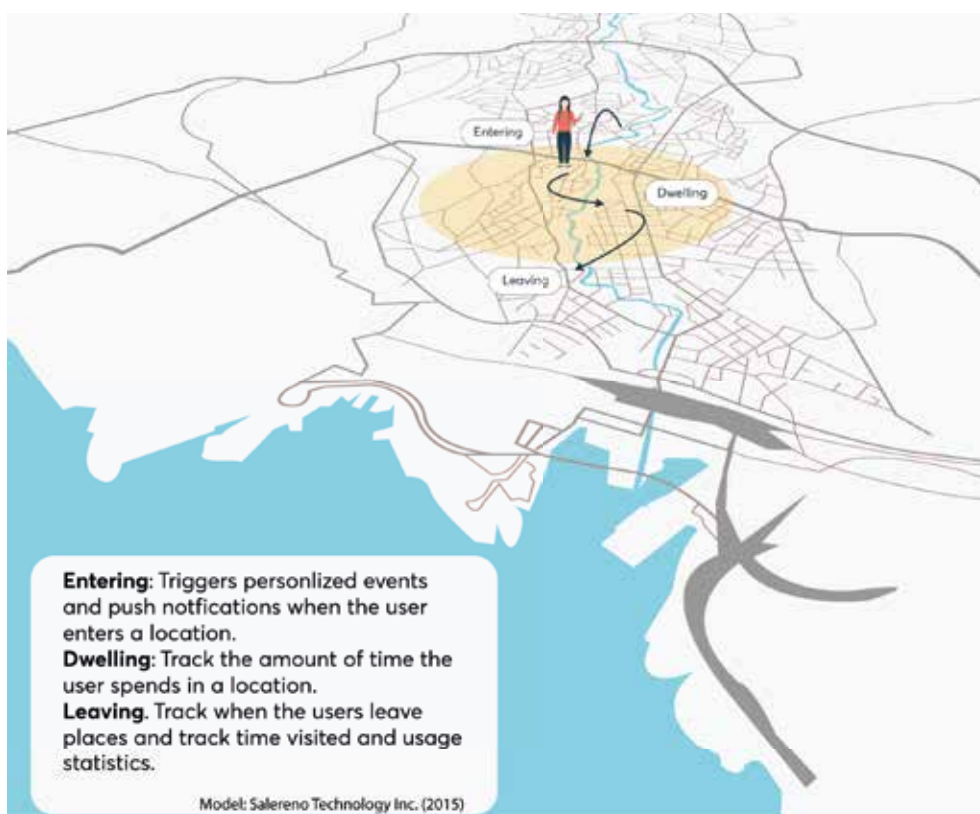 Entering
Dwelling
Leaving
Entering: Triggers personlized events
and push notfications when the user
enters a location.
Dwelling: Track the amount of time the
user spends in a location.
Leaving. Track when the users leave
places and track time visited and usage
statistics.
Model: Salereno Technology Inc. (2015)